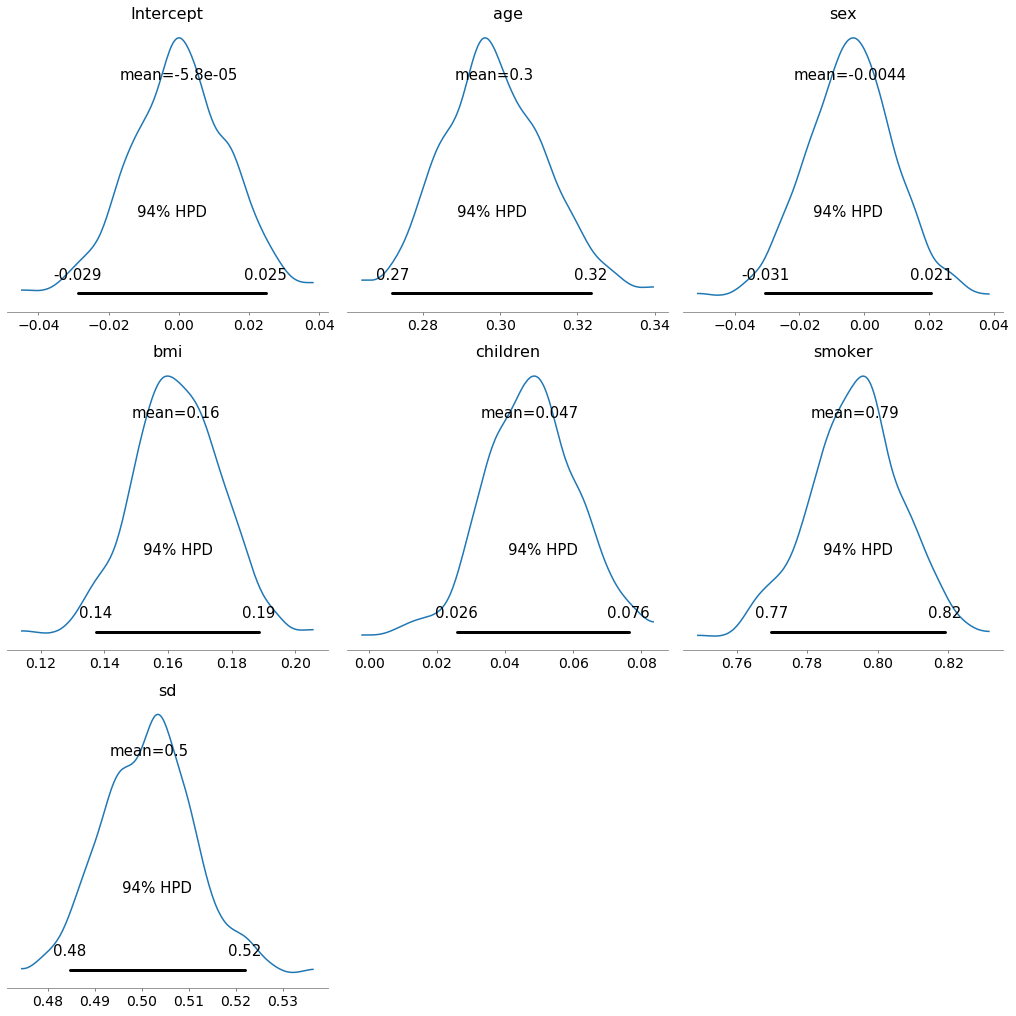 Intercept
age
sex
mean=-5.8e-05
mean=0.3
mean=-0.0044
94% HPD
94% HPD
94% HPD
-0.029 0.025
0.27 0.32
-0.031 0.021
−0.04 −0.02 0.00 0.02 0.04
0.28 0.30 0.32 0.34
−0.04 −0.02 0.00 0.02 0.04
bmi
children
smoker
mean=0.16
mean=0.047
mean=0.79
94% HPD
94% HPD
94% HPD
0.14 0.19
0.026 0.076
0.77 0.82
0.12 0.14 0.16 0.18 0.20
0.00 0.02 0.04 0.06 0.08
0.76 0.78 0.80 0.82
sd
mean=0.5
94% HPD
0.48 0.52
0.48 0.49 0.50 0.51 0.52 0.53